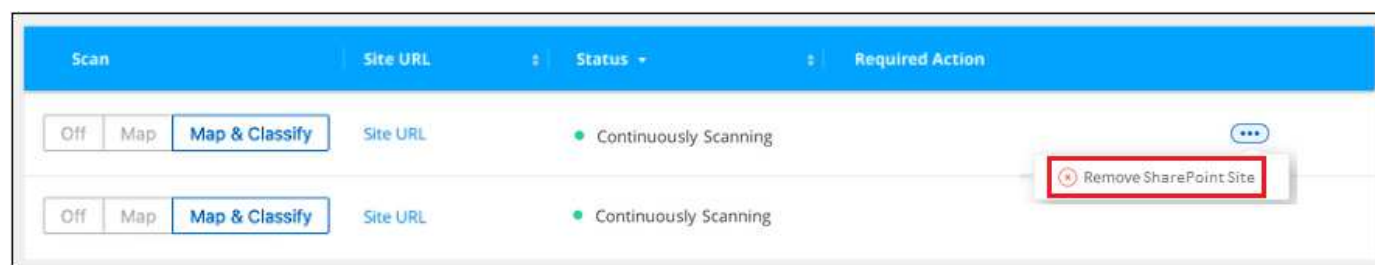 Scan Site URL Status Required Action
Off Map Map & Classify Site URL Continuously Scanning
Remove SharePoint Site
Off Map Map & Classify Site URL Continuously Scanning